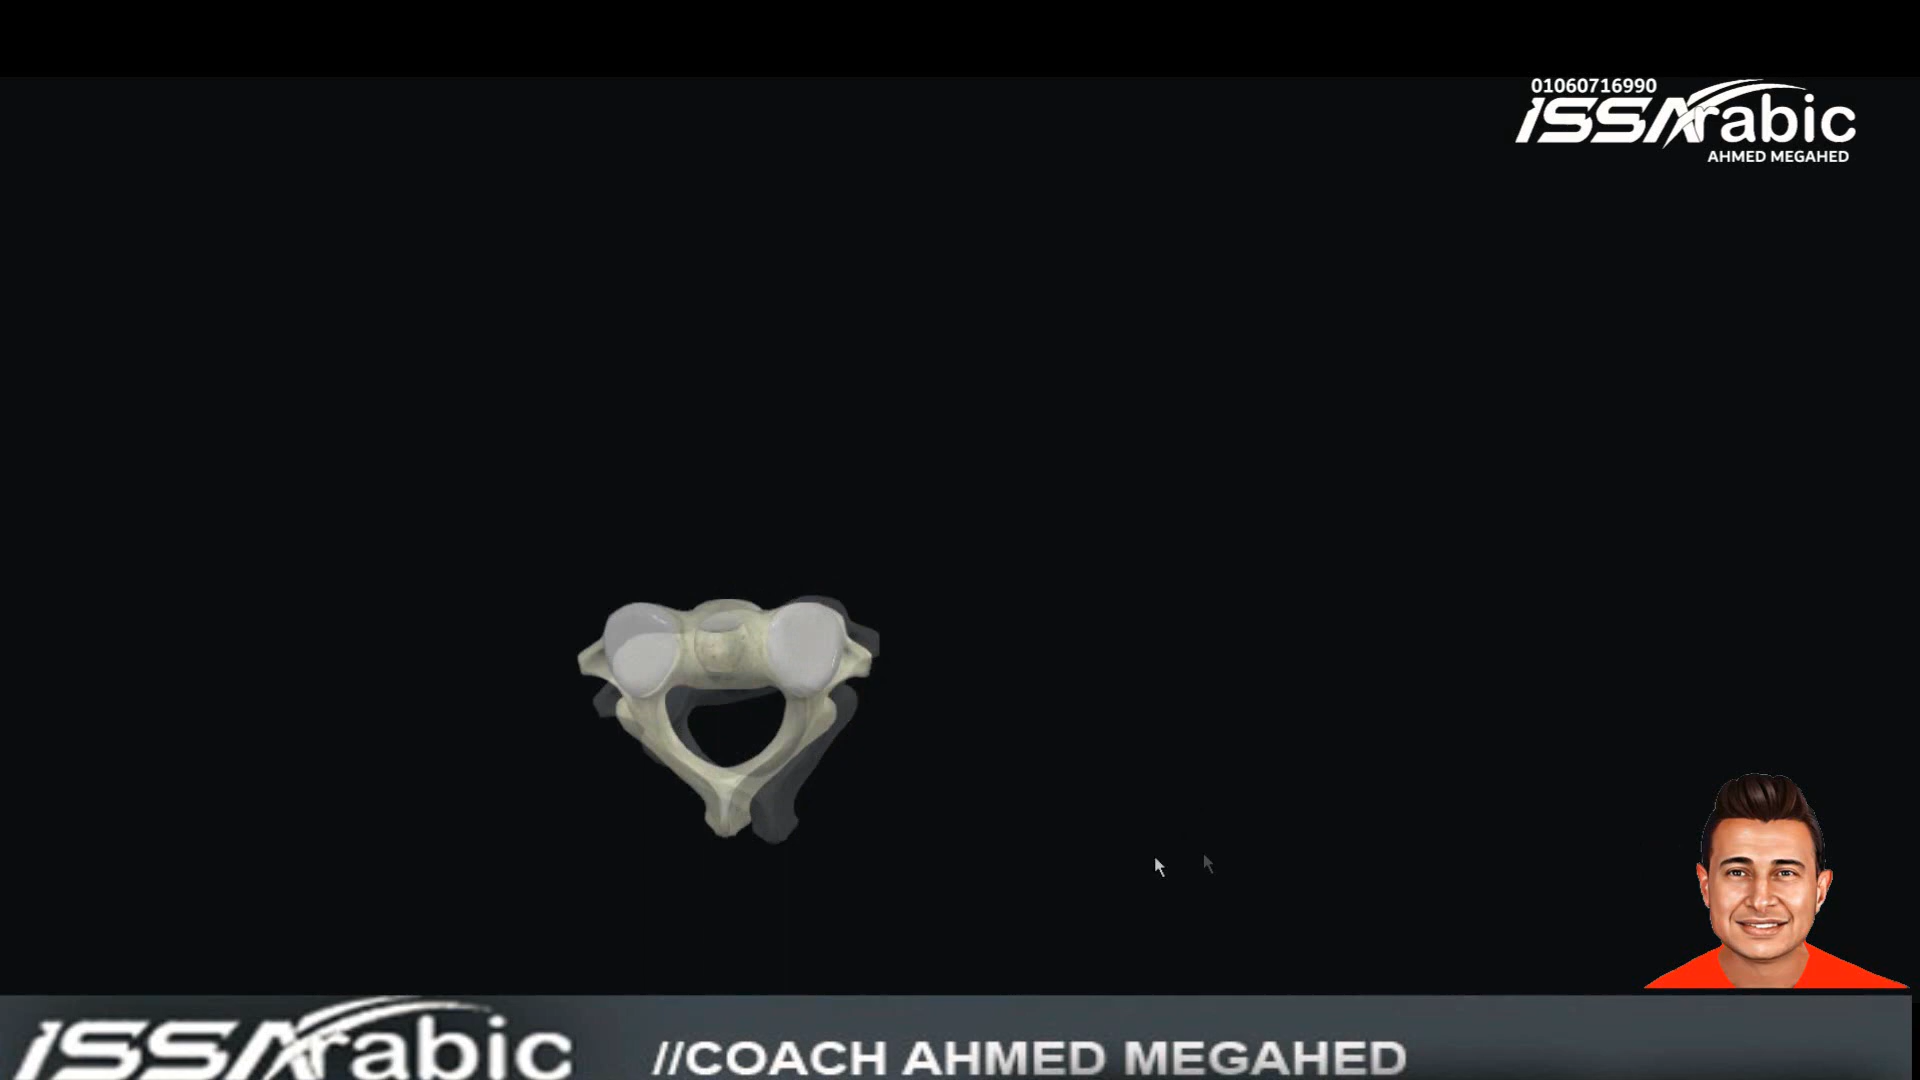 01060716990
ISSArabic
AHMED MEGAHED
ISSArabic
//COACH AHMED MEGAHED